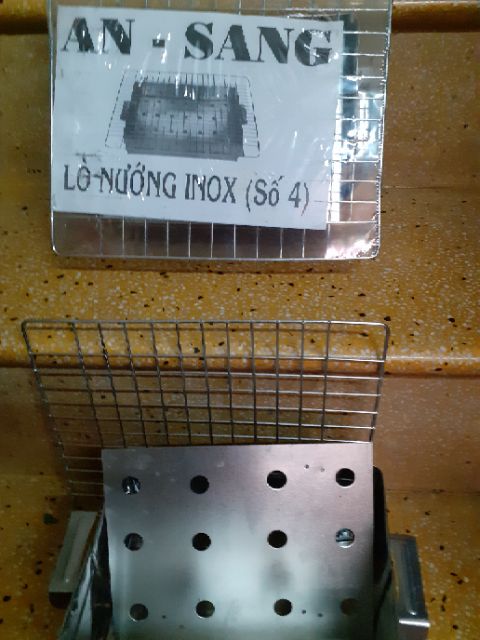 AN - SANG
LÒ NƯỚNG INOX (Số 4)